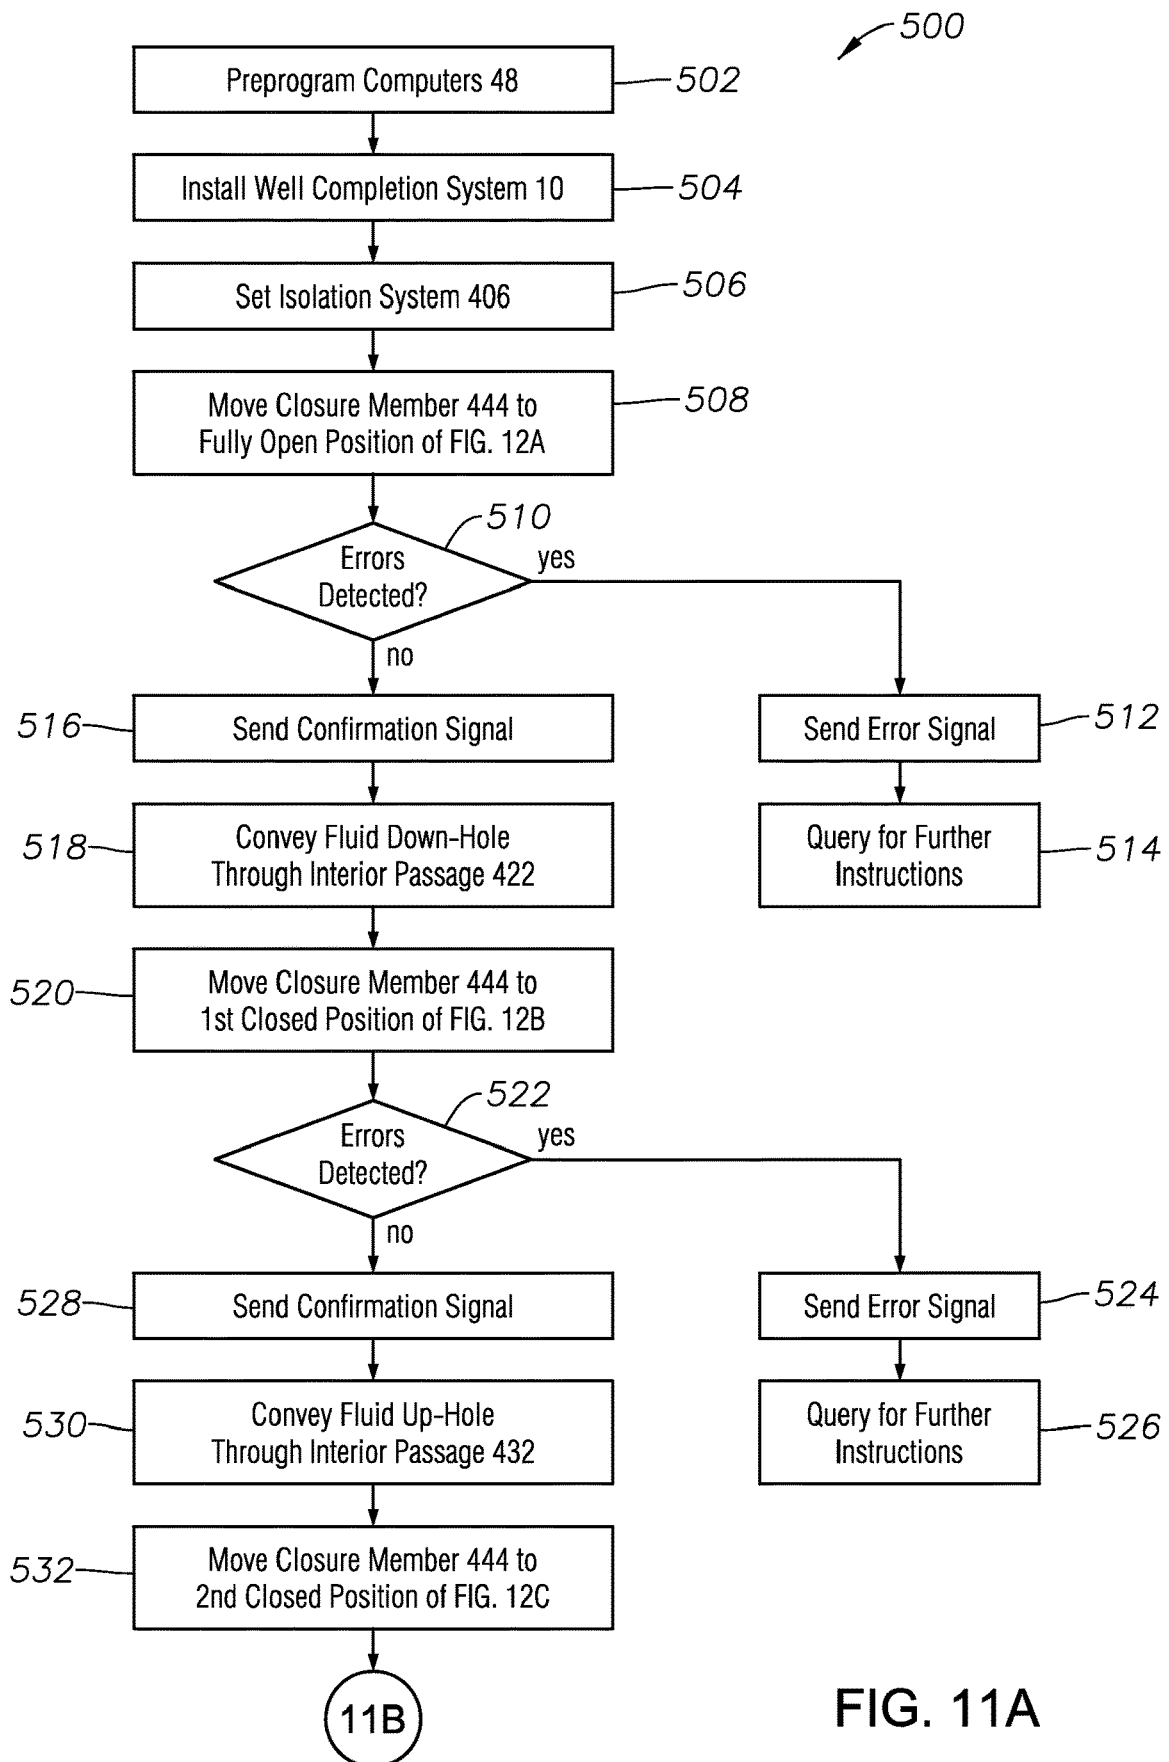 500
Preprogram Computers 48
502
Install Well Completion System 10
504
Set Isolation System 406
506
Move Closure Member 444 to
Fully Open Position of FIG. 12A
508
510
Errors
Detected?
yes
no
516
Send Confirmation Signal
Send Error Signal
512
518
Convey Fluid Down-Hole
Through Interior Passage 422
Query for Further
Instructions
514
520
Move Closure Member 444 to
1st Closed Position of FIG. 12B
522
Errors
Detected?
yes
no
528
Send Confirmation Signal
Send Error Signal
524
530
Convey Fluid Up-Hole
Through Interior Passage 432
Query for Further
Instructions
526
532
Move Closure Member 444 to
2nd Closed Position of FIG. 12C
11B
FIG. 11A